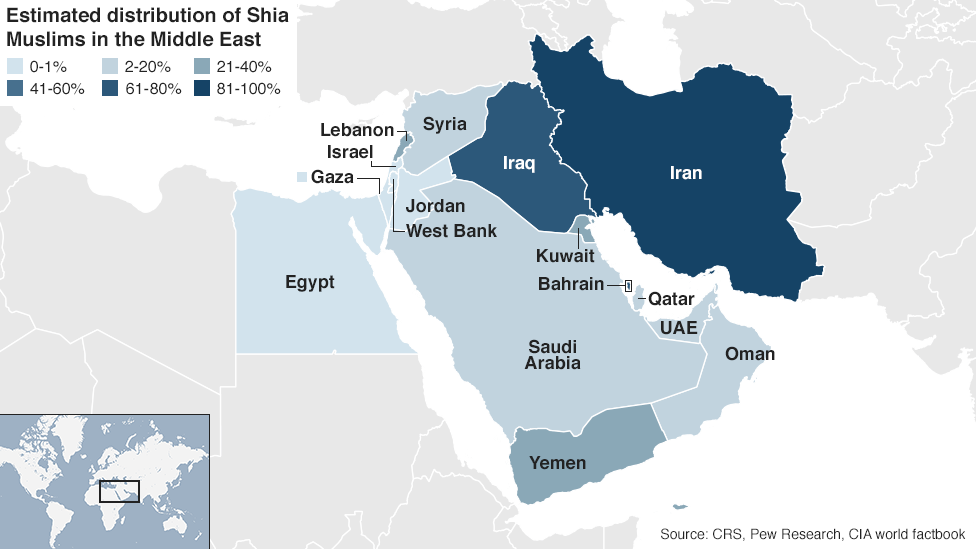 Estimated distribution of Shia
Muslims in the Middle East
0-1%
2-20%
21-40%
41-60%
61-80%
81-100%
Lebanon
Syria
Israel
Iraq
Iran
Gaza
Jordan
West Bank
Kuwait
Egypt
Bahrain
Qatar
UAE
Saudi
Arabia
Oman
Yemen
Source: CRS, Pew Research, CIA world factbook